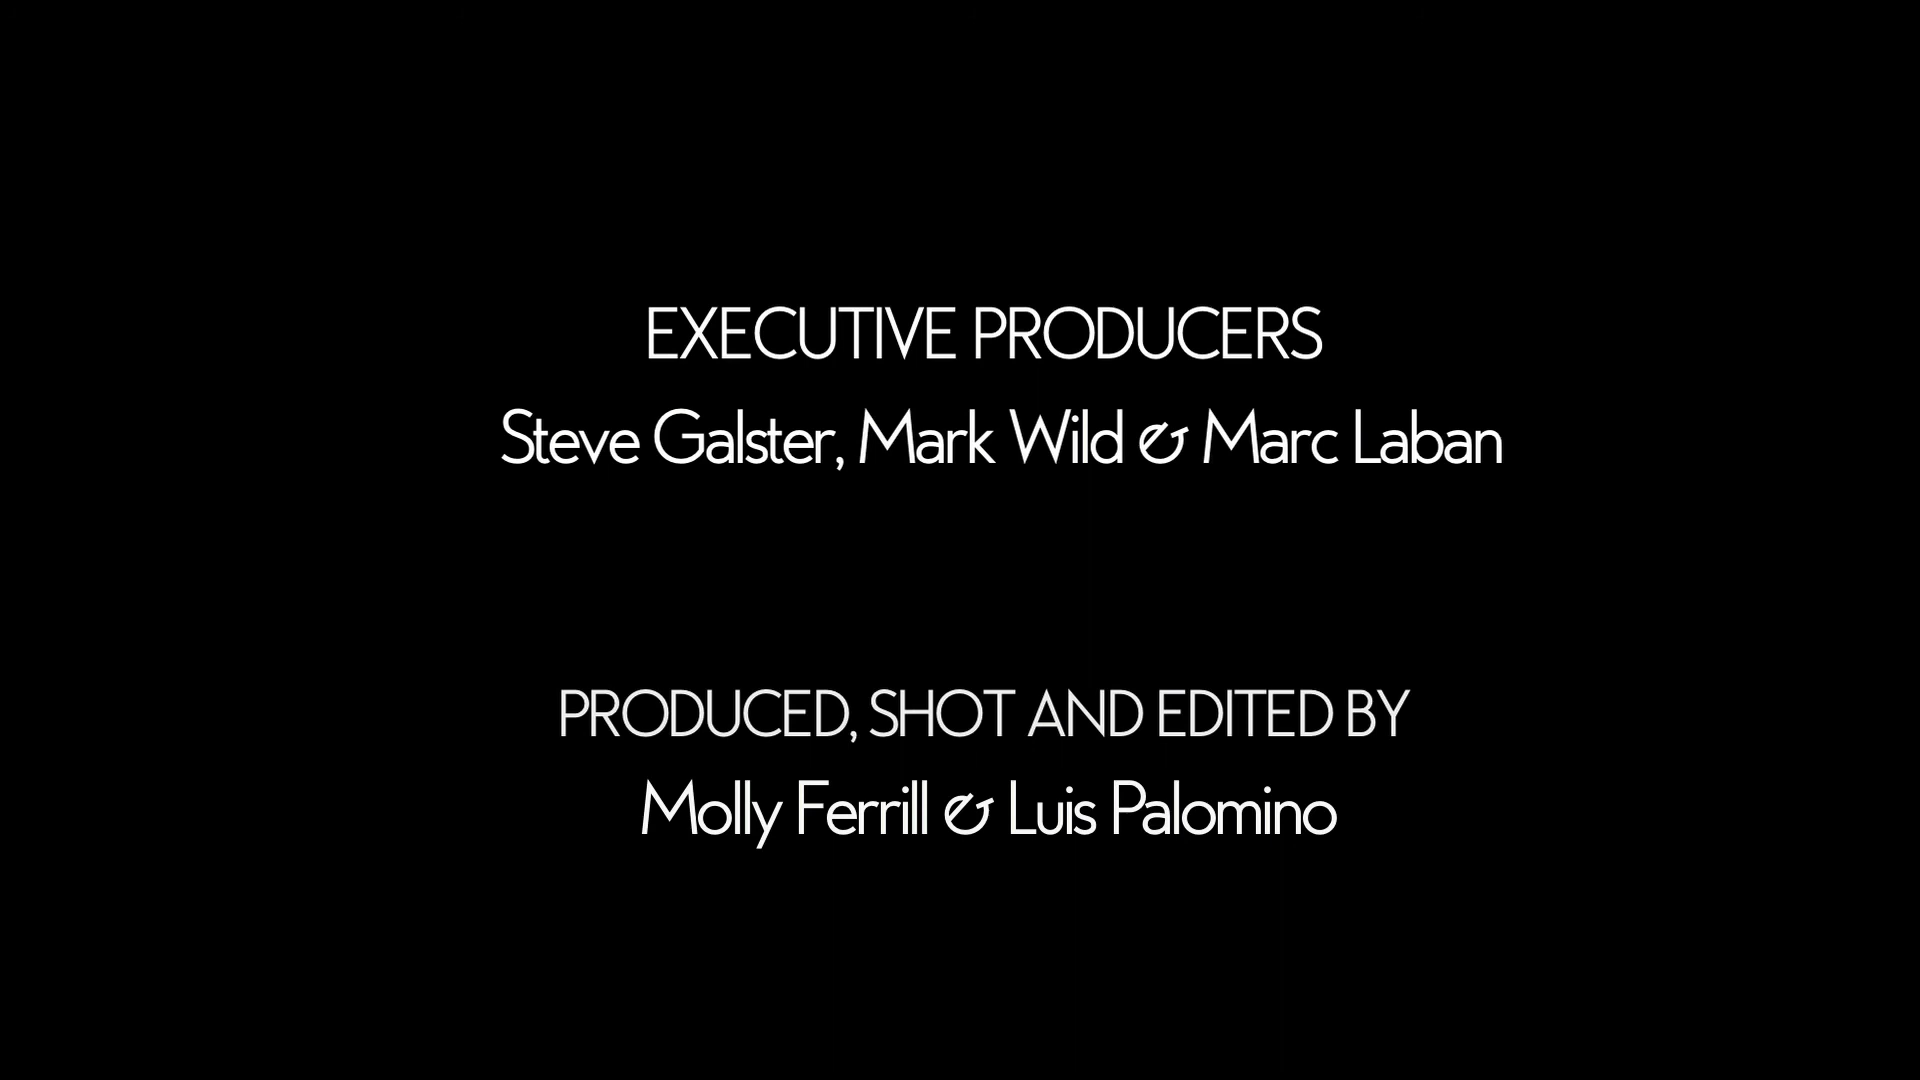 EXECUTIVE PRODUCERS
Steve Galster, Mark Wild & Marc Laban
PRODUCED, SHOT AND EDITED BY
Molly Ferrill & Luis Palomino